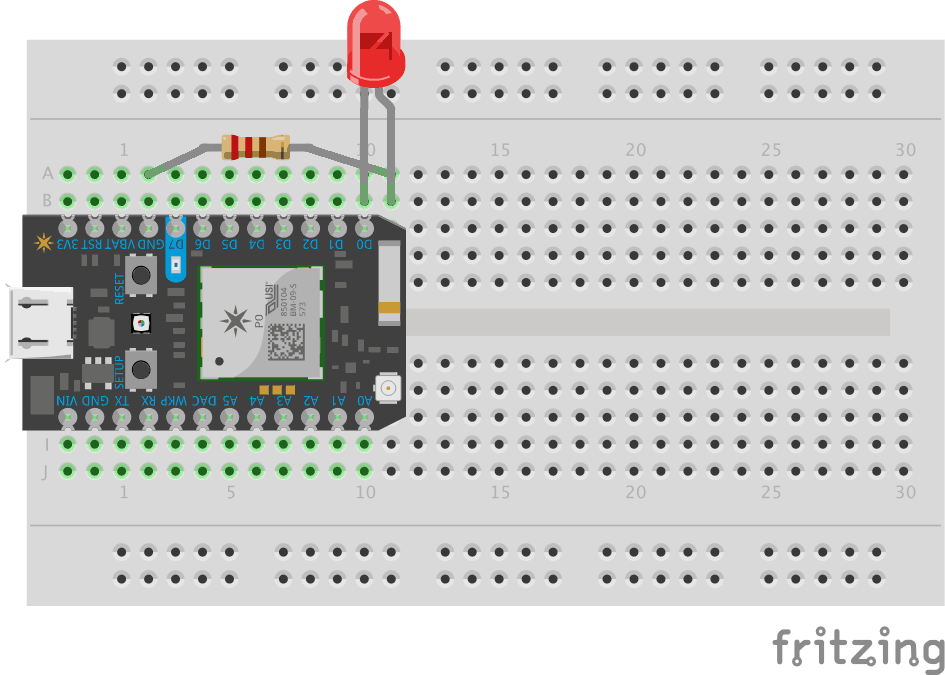 1 10 15 20 25 30
A
B
3V3 RST VBAT GND D7 D6 D5 D4 D3 D2 D1 D0
RESET
P0
USI
850104
BM-09-S
573
SETUP
VIN GND TX RX WKP DAC A5 A4 A3 A2 A1 A0
I
J
1 5 10 15 20 25 30
fritzing